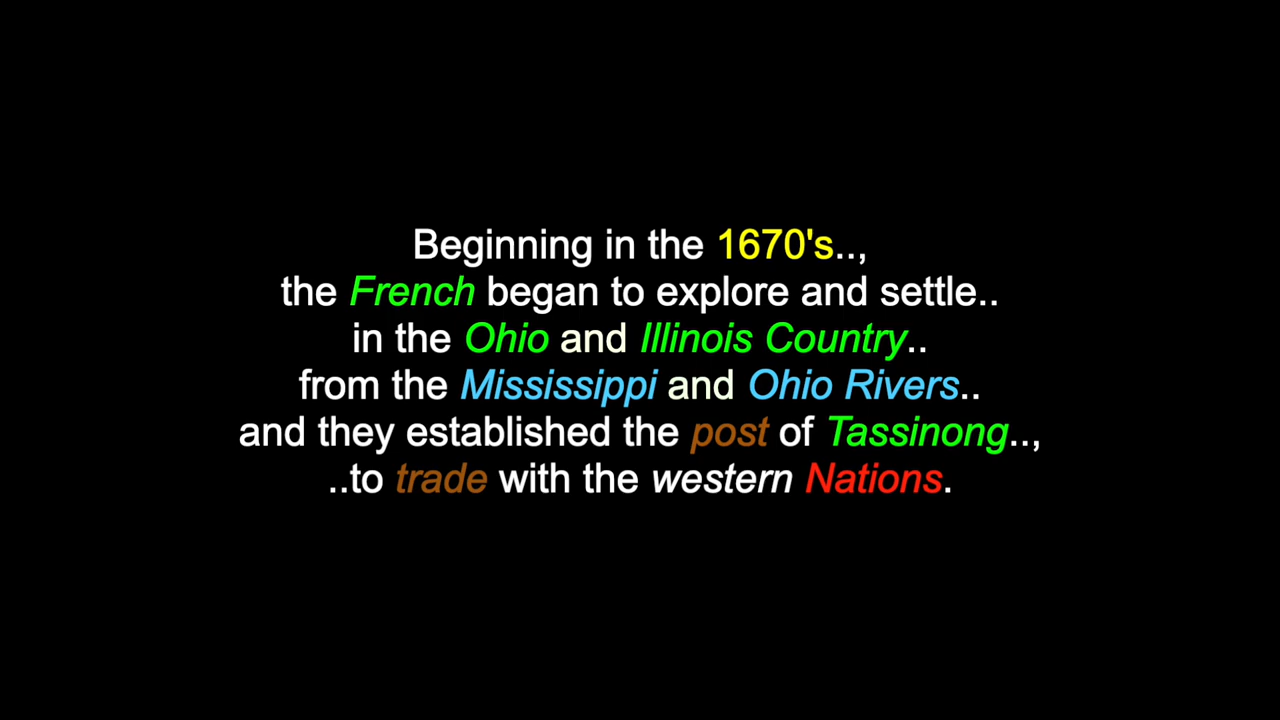 Beginning in the 1670's..,
the French began to explore and settle..
in the Ohio and Illinois Country..
from the Mississippi and Ohio Rivers..
and they established the post of Tassinong..,
..to trade with the western Nations.